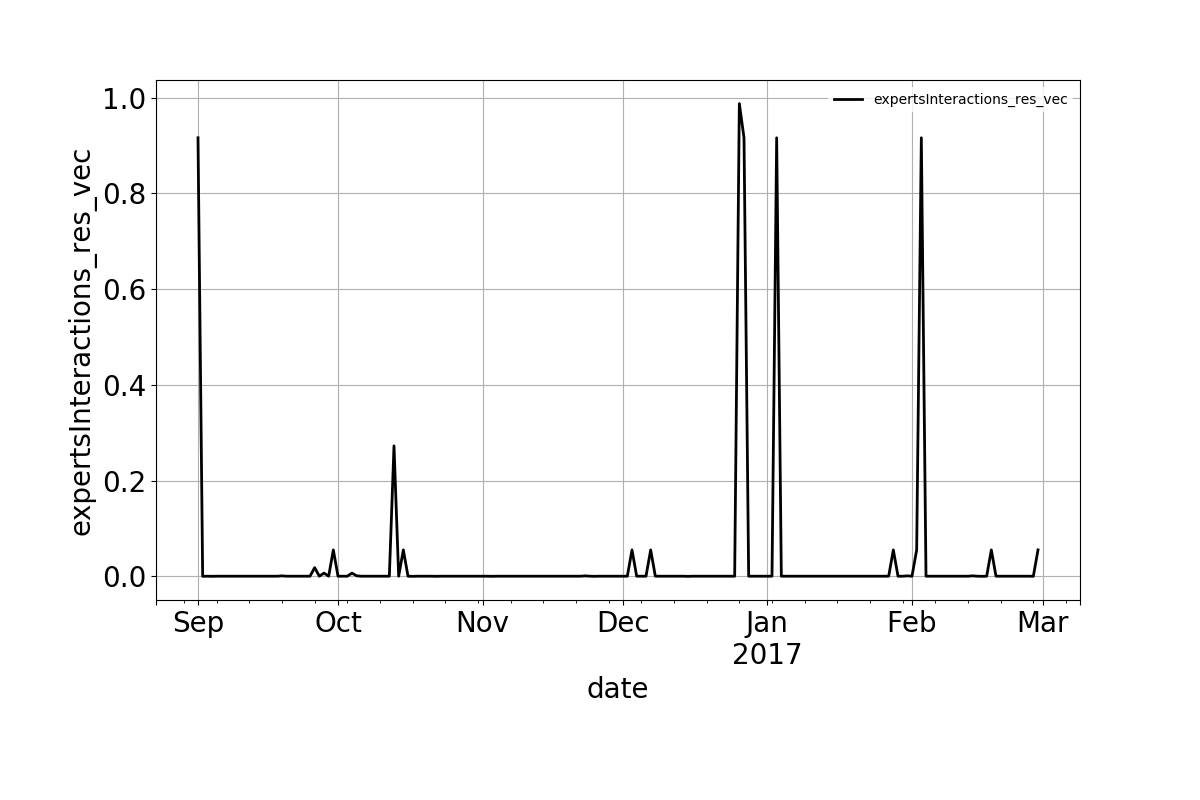 expertsInteractions_res_vec
1.0
0.8
0.6
0.4
0.2
0.0
expertsInteractions_res_vec
Sep Oct Nov Dec Jan Feb Mar
2017
date